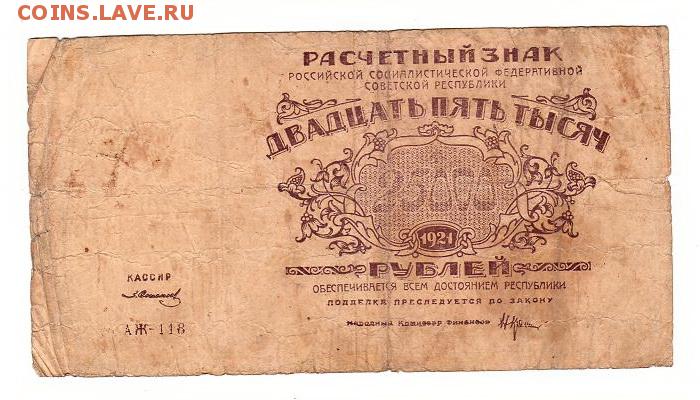 COINS.LAVE.RU
РАСЧЕТНЫЙ ЗНАК
РОССИЙСКОЙ СОЦИАЛИСТИЧЕСКОЙ ФЕДЕРАТИВНОЙ
СОВЕТСКОЙ РЕСПУБЛИКИ
ДВАДЦАТЬ ПЯТЬ ТЫСЯЧ
25000
1921
РУБЛЕЙ
ОБЕСПЕЧИВАЕТСЯ ВСЕМ ДОСТОЯНИЕМ РЕСПУБЛИКИ
ПОДДЕЛКА ПРЕСЛЕДУЕТСЯ ПО ЗАКОНУ
Народный Комиссар Финансов
КАССИР
АЖ-118